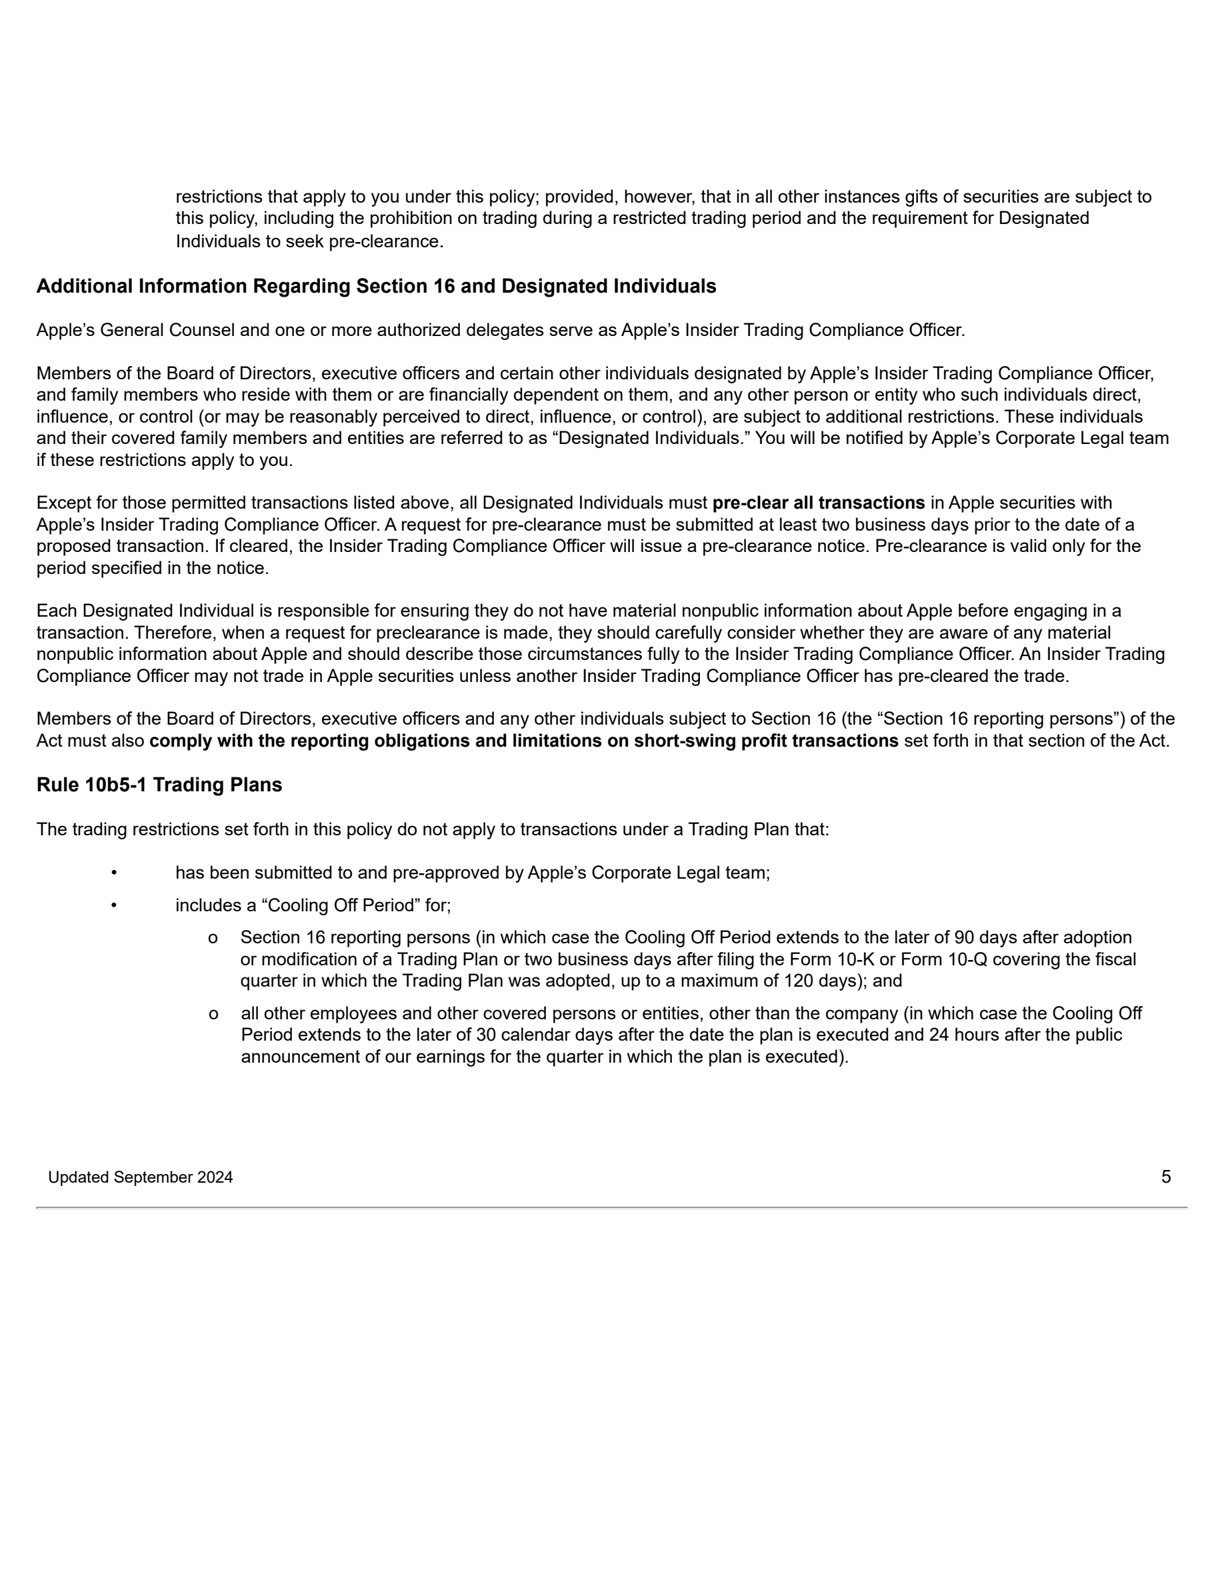 restrictions that apply to you under this policy; provided, however, that in all other instances gifts of securities are subject to
this policy, including the prohibition on trading during a restricted trading period and the requirement for Designated
Individuals to seek pre-clearance.
Additional Information Regarding Section 16 and Designated Individuals
Apple’s General Counsel and one or more authorized delegates serve as Apple’s Insider Trading Compliance Officer.
Members of the Board of Directors, executive officers and certain other individuals designated by Apple’s Insider Trading Compliance Officer,
and family members who reside with them or are financially dependent on them, and any other person or entity who such individuals direct,
influence, or control (or may be reasonably perceived to direct, influence, or control), are subject to additional restrictions. These individuals
and their covered family members and entities are referred to as “Designated Individuals.” You will be notified by Apple’s Corporate Legal team
if these restrictions apply to you.
Except for those permitted transactions listed above, all Designated Individuals must pre-clear all transactions in Apple securities with
Apple’s Insider Trading Compliance Officer. A request for pre-clearance must be submitted at least two business days prior to the date of a
proposed transaction. If cleared, the Insider Trading Compliance Officer will issue a pre-clearance notice. Pre-clearance is valid only for the
period specified in the notice.
Each Designated Individual is responsible for ensuring they do not have material nonpublic information about Apple before engaging in a
transaction. Therefore, when a request for preclearance is made, they should carefully consider whether they are aware of any material
nonpublic information about Apple and should describe those circumstances fully to the Insider Trading Compliance Officer. An Insider Trading
Compliance Officer may not trade in Apple securities unless another Insider Trading Compliance Officer has pre-cleared the trade.
Members of the Board of Directors, executive officers and any other individuals subject to Section 16 (the “Section 16 reporting persons”) of the
Act must also comply with the reporting obligations and limitations on short-swing profit transactions set forth in that section of the Act.
Rule 10b5-1 Trading Plans
The trading restrictions set forth in this policy do not apply to transactions under a Trading Plan that:
• has been submitted to and pre-approved by Apple’s Corporate Legal team;
• includes a “Cooling Off Period” for;
o Section 16 reporting persons (in which case the Cooling Off Period extends to the later of 90 days after adoption
or modification of a Trading Plan or two business days after filing the Form 10-K or Form 10-Q covering the fiscal
quarter in which the Trading Plan was adopted, up to a maximum of 120 days); and
o all other employees and other covered persons or entities, other than the company (in which case the Cooling Off
Period extends to the later of 30 calendar days after the date the plan is executed and 24 hours after the public
announcement of our earnings for the quarter in which the plan is executed).
Updated September 2024 5